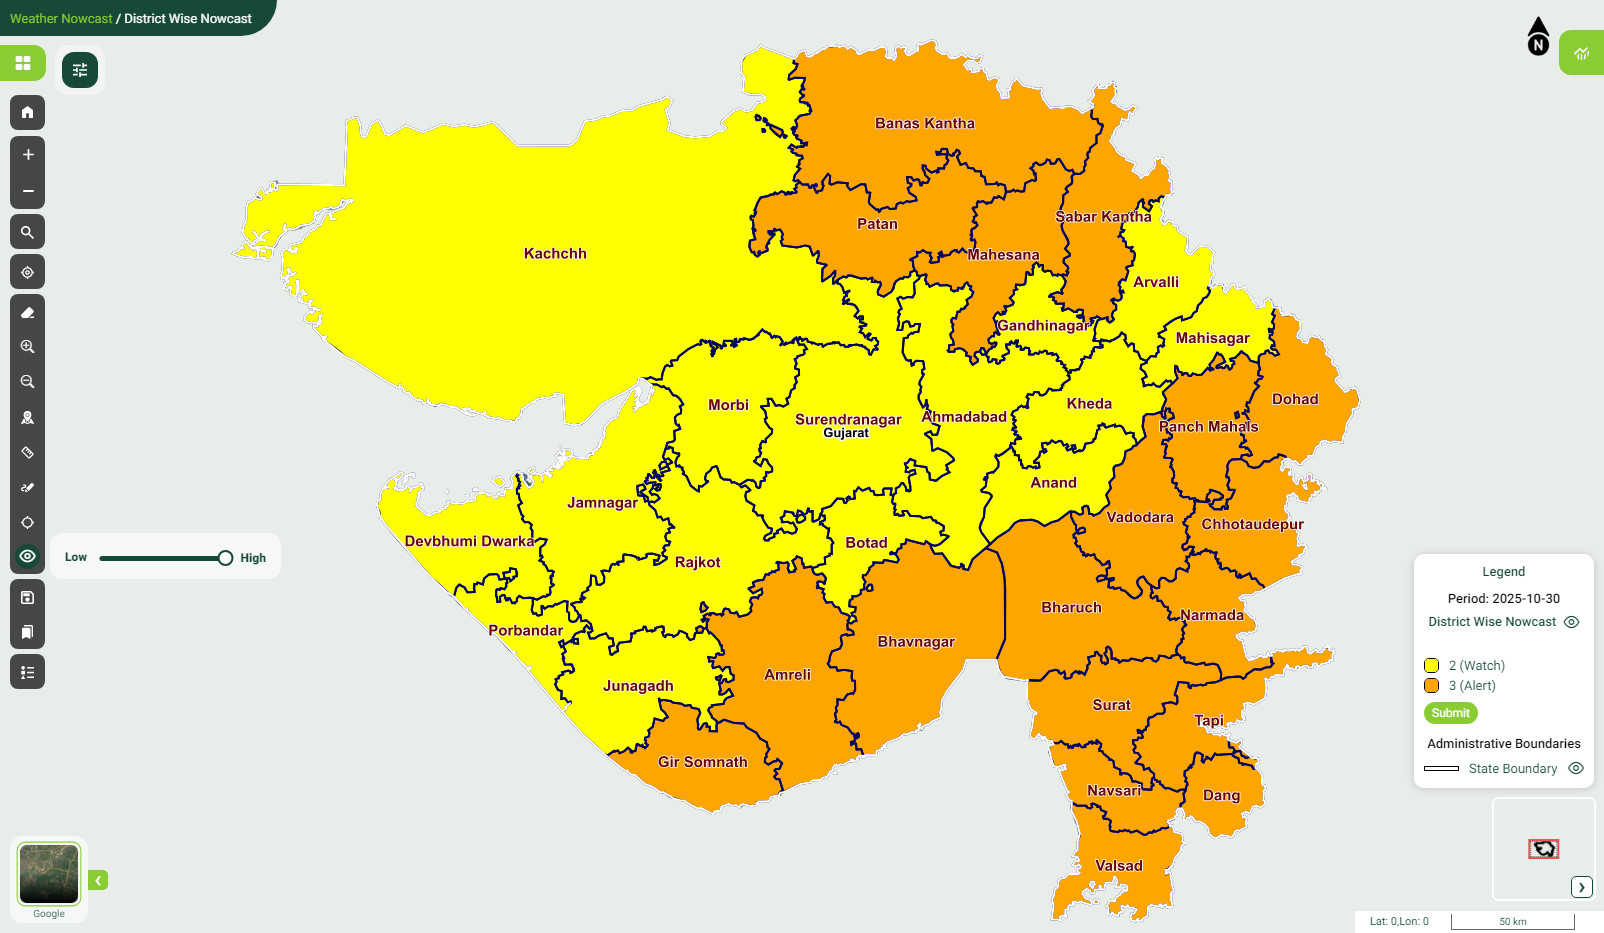 Weather Nowcast / District Wise Nowcast
N
Banas Kantha
Patan
Sabar Kantha
Kachchh
Mahesana
Arvalli
Gandhinagar
Mahisagar
Morbi
Surendranagar
Gujarat
Ahmadabad
Kheda
Panch Mahals
Dohad
Anand
Jamnagar
Vadodara
Chhotaudepur
Devbhumi Dwarka
Botad
Rajkot
Low
High
Bharuch
Narmada
Porbandar
Bhavnagar
Junagadh
Amreli
Surat
Tapi
Gir Somnath
Navsari
Dang
Valsad
Legend
Period: 2025-10-30
District Wise Nowcast
2 (Watch)
3 (Alert)
Submit
Administrative Boundaries
State Boundary
Google
Lat: 0,Lon: 0
50 km